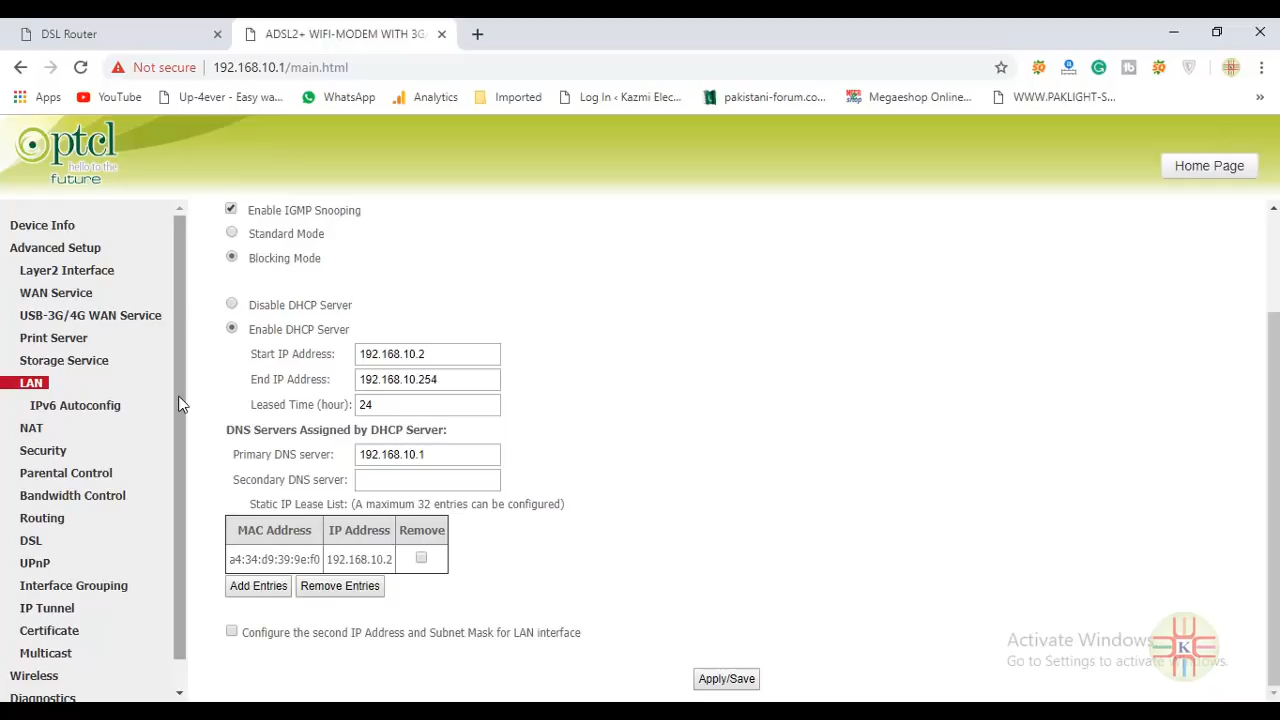 DSL Router
ADSL2+ WIFI-MODEM WITH 3G
Not secure
192.168.10.1/main.html
Apps
YouTube
Up-4ever - Easy wa...
WhatsApp
Analytics
Imported
Log In ‹ Kazmi Elec...
pakistani-forum.co...
Megaeshop Online...
WWW.PAKLIGHT-S...
»
ptcl
hello to the
future
Home Page
Device Info
Advanced Setup
Layer2 Interface
WAN Service
USB-3G/4G WAN Service
Print Server
Storage Service
LAN
IPv6 Autoconfig
NAT
Security
Parental Control
Bandwidth Control
Routing
DSL
UPnP
Interface Grouping
IP Tunnel
Certificate
Multicast
Wireless
Diagnostics
Enable IGMP Snooping
Standard Mode
Blocking Mode
Disable DHCP Server
Enable DHCP Server
Start IP Address: 192.168.10.2
End IP Address: 192.168.10.254
Leased Time (hour): 24
DNS Servers Assigned by DHCP Server:
Primary DNS server: 192.168.10.1
Secondary DNS server:
Static IP Lease List: (A maximum 32 entries can be configured)
MAC Address IP Address Remove
a4:34:d9:39:9e:f0 192.168.10.2
Add Entries Remove Entries
Configure the second IP Address and Subnet Mask for LAN interface
Apply/Save
Activate Windows
Go to Settings to activate Windows.
K